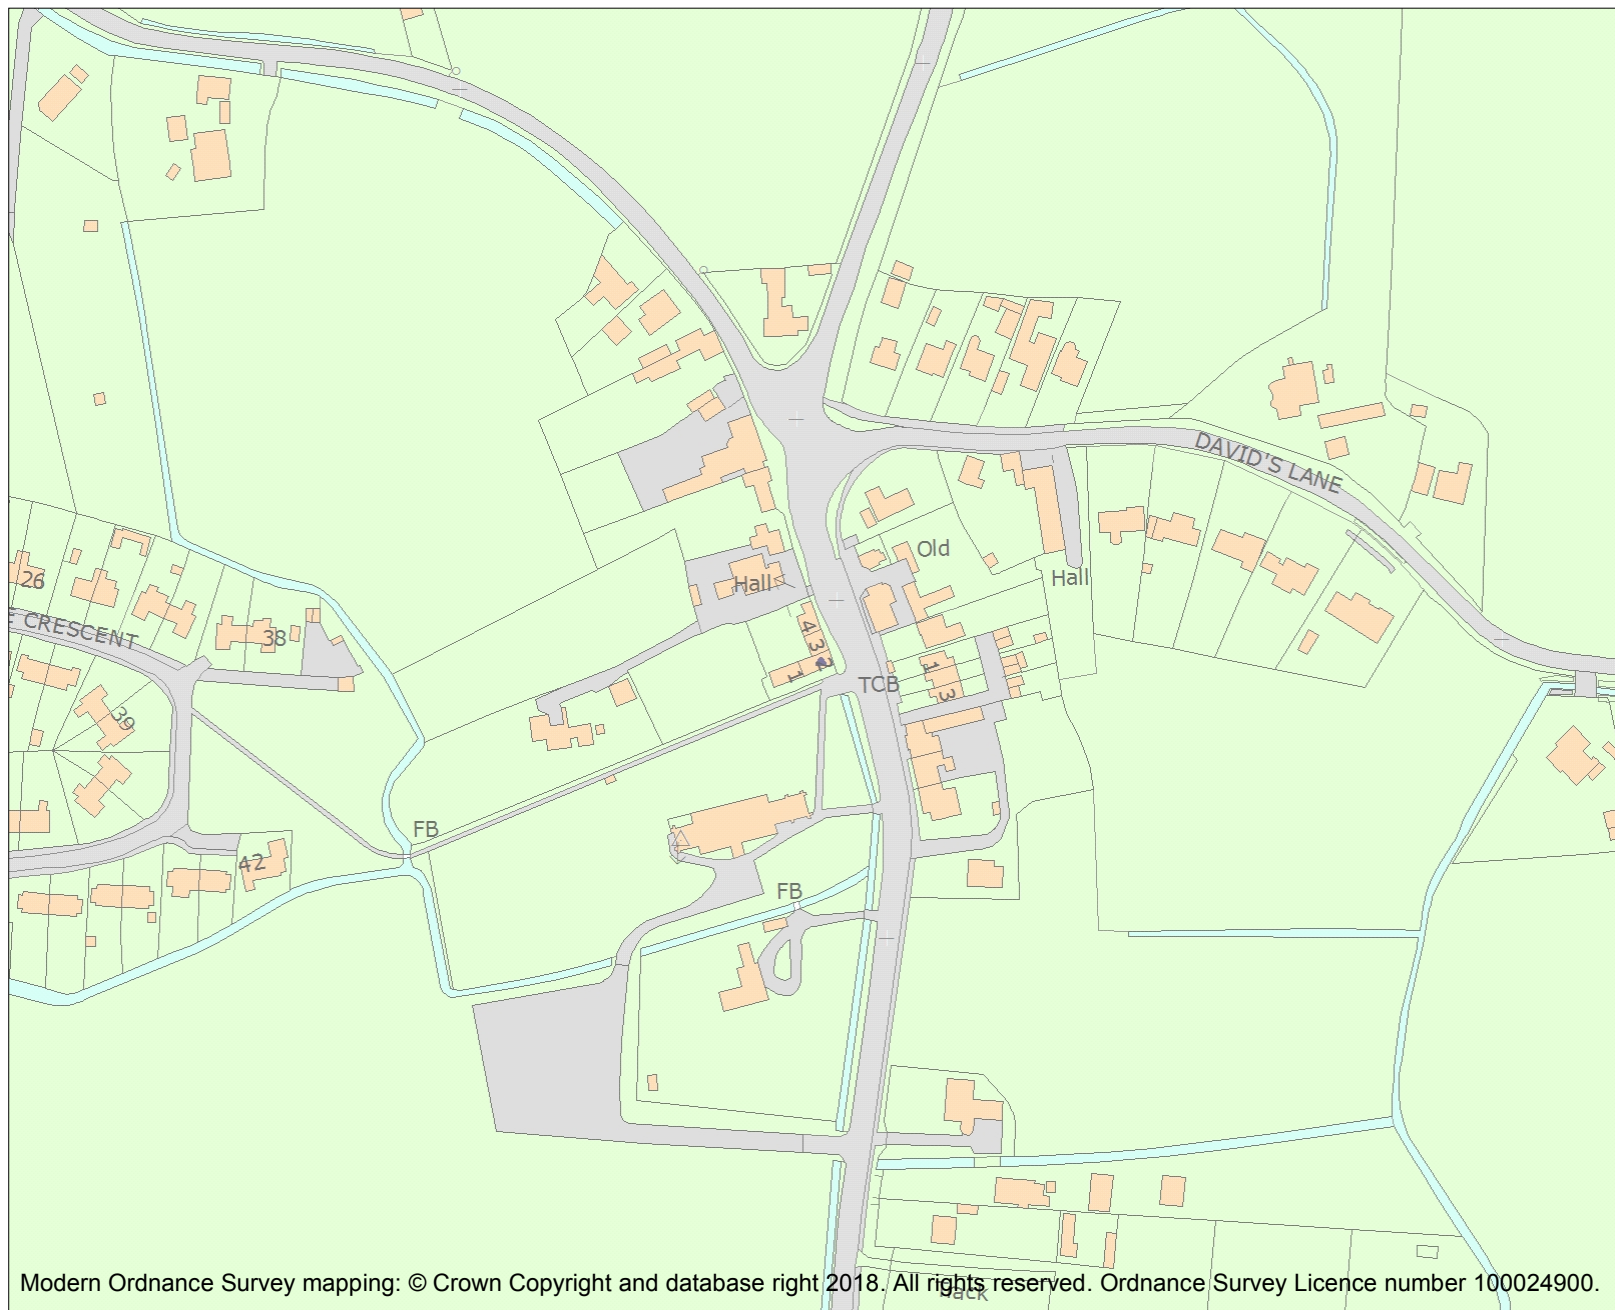 DAVID'S LANE
Old
26
Hall
Hall
E CRESCENT
38
4
3
2
1
1
3
TCB
39
FB
42
FB
Modern Ordnance Survey mapping: © Crown Copyright and database right 2018. All rights reserved. Ordnance Survey Licence number 100024900.